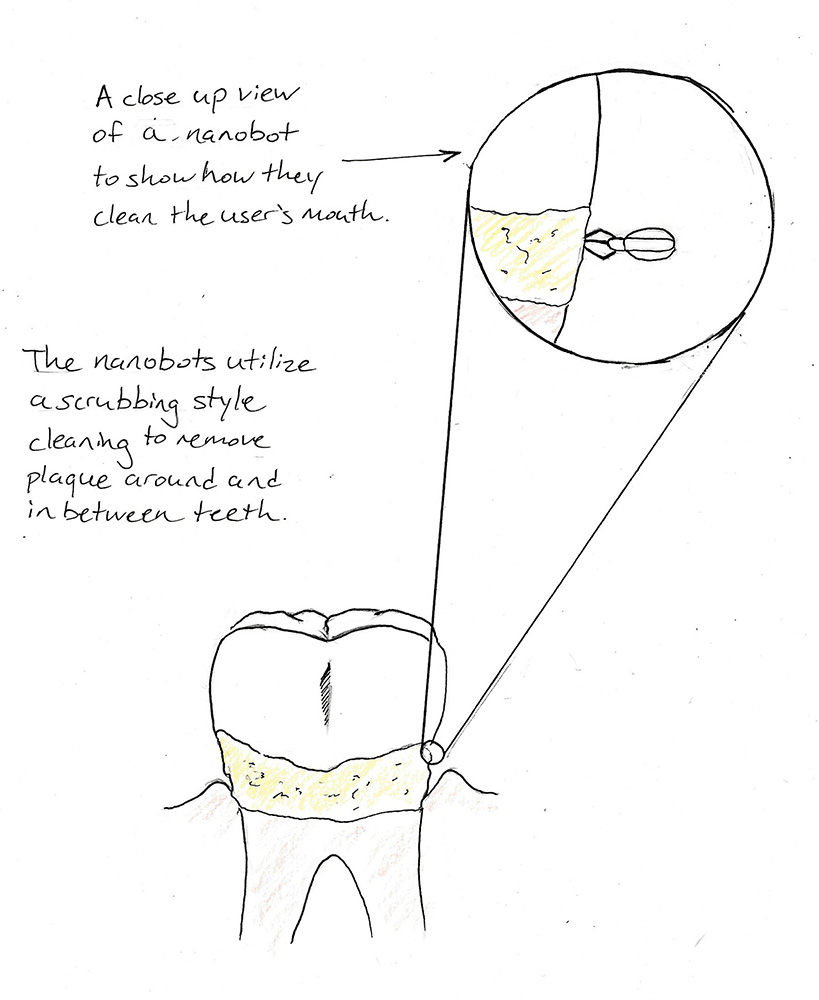 A close up view
of a nanobot
to show how they
clean the user's mouth.
The nanobots utilize
a scrubbing style
cleaning to remove
plaque around and
in between teeth.